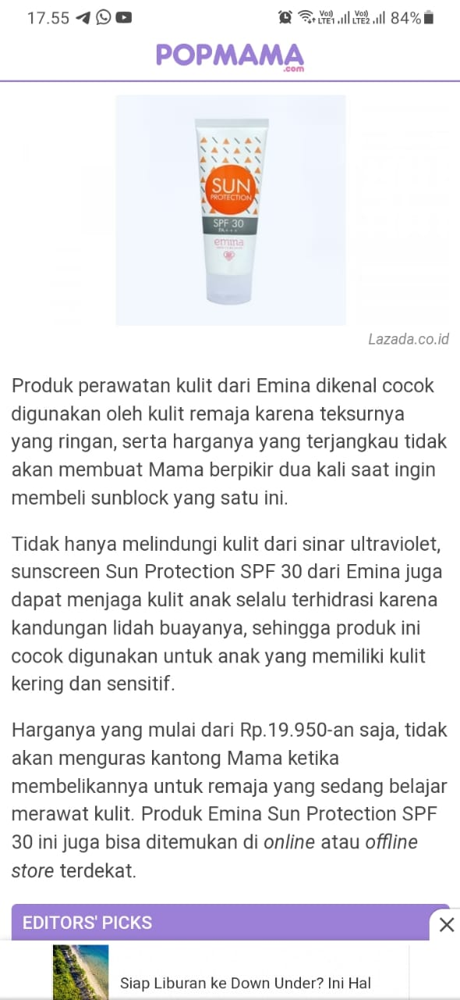 17.55
Vo)) LTE1 Vo)) LTE2 84%
POPMAMA
.com
SUN
PROTECTION
SPF 30
PA+++
emina
Lazada.co.id
Produk perawatan kulit dari Emina dikenal cocok
digunakan oleh kulit remaja karena teksurnya
yang ringan, serta harganya yang terjangkau tidak
akan membuat Mama berpikir dua kali saat ingin
membeli sunblock yang satu ini.
Tidak hanya melindungi kulit dari sinar ultraviolet,
sunscreen Sun Protection SPF 30 dari Emina juga
dapat menjaga kulit anak selalu terhidrasi karena
kandungan lidah buayanya, sehingga produk ini
cocok digunakan untuk anak yang memiliki kulit
kering dan sensitif.
Harganya yang mulai dari Rp.19.950-an saja, tidak
akan menguras kantong Mama ketika
membelikannya untuk remaja yang sedang belajar
merawat kulit. Produk Emina Sun Protection SPF
30 ini juga bisa ditemukan di online atau offline
store terdekat.
EDITORS' PICKS
Siap Liburan ke Down Under? Ini Hal